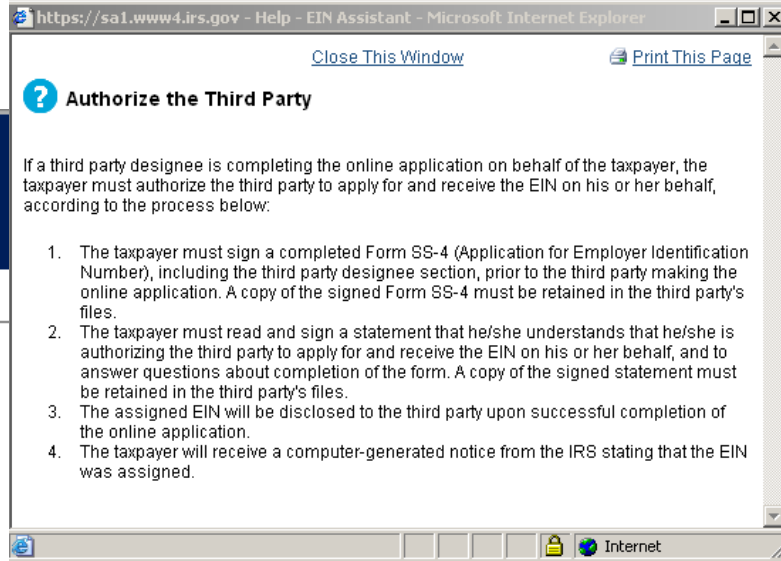 https://sa1.www4.irs.gov - Help - EIN Assistant - Microsoft Internet Explorer
Close This Window
Print This Page
? Authorize the Third Party
If a third party designee is completing the online application on behalf of the taxpayer, the
taxpayer must authorize the third party to apply for and receive the EIN on his or her behalf,
according to the process below:
1. The taxpayer must sign a completed Form SS-4 (Application for Employer Identification
Number), including the third party designee section, prior to the third party making the
online application. A copy of the signed Form SS-4 must be retained in the third party's
files.
2. The taxpayer must read and sign a statement that he/she understands that he/she is
authorizing the third party to apply for and receive the EIN on his or her behalf, and to
answer questions about completion of the form. A copy of the signed statement must
be retained in the third party's files.
3. The assigned EIN will be disclosed to the third party upon successful completion of
the online application.
4. The taxpayer will receive a computer-generated notice from the IRS stating that the EIN
was assigned.
Internet